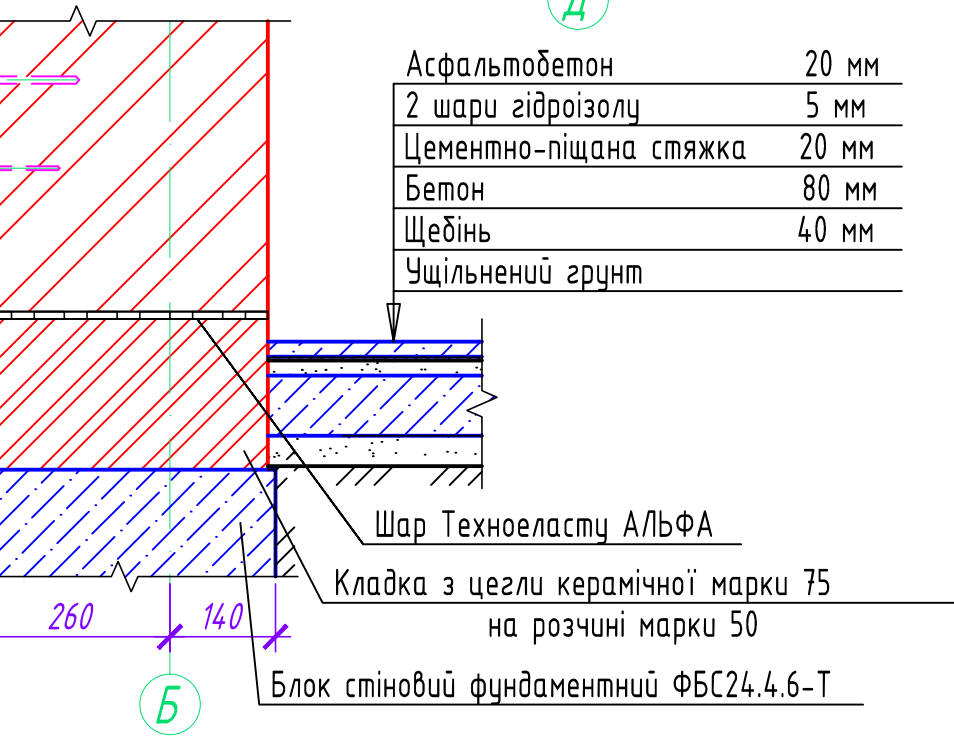 Д
Асфальтобетон 20 мм
2 шари гідроізолу 5 мм
Цементно-піщана стяжка 20 мм
Бетон 80 мм
Щебінь 40 мм
Ущільнений грунт
Шар Техноеласту АЛЬФА
Кладка з цегли керамічної марки 75
на розчині марки 50
260 140
Блок стіновий фундаментний ФБС24.4.6-Т
Б